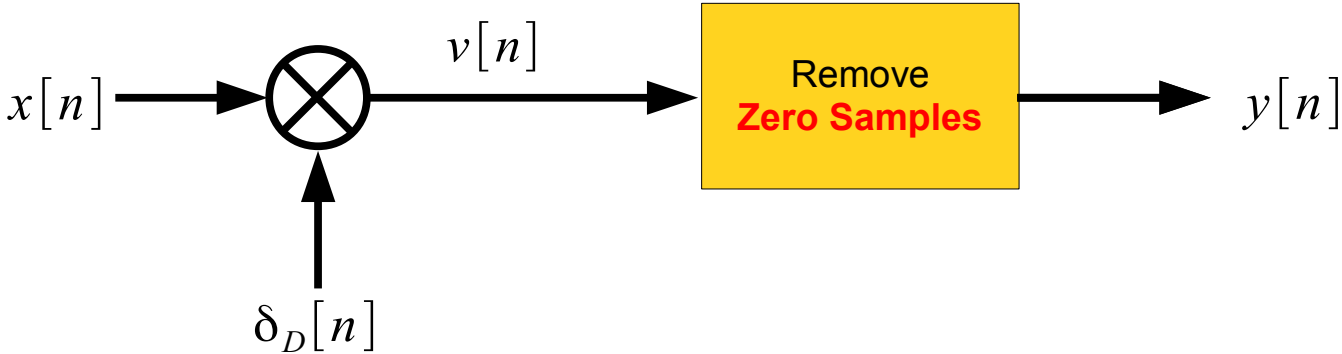 v[n]
x[n]
Remove
Zero Samples
y[n]
δ_D[n]